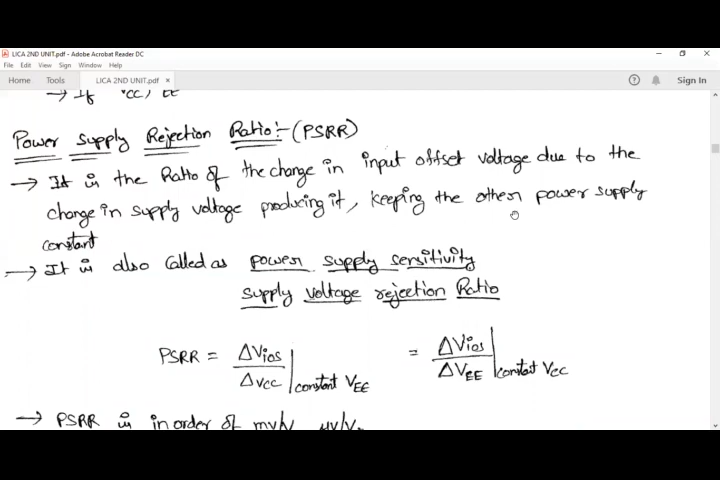 LICA 2ND UNIT.pdf - Adobe Acrobat Reader DC
File Edit View Sign Window Help
Home Tools LICA 2ND UNIT.pdf × Sign In
→ If VCC, EE
Power Supply Rejection Ratio:- (PSRR)
→ It is the Ratio of the change in input offset voltage due to the
change in supply voltage producing it, keeping the other power supply
constant
→ It is also called as power supply sensitivity
supply voltage rejection Ratio
PSRR = ΔVios / ΔVCC | constant VEE = ΔVios / ΔVEE | constant VCC
→ PSRR is in order of mV/V μV/V.